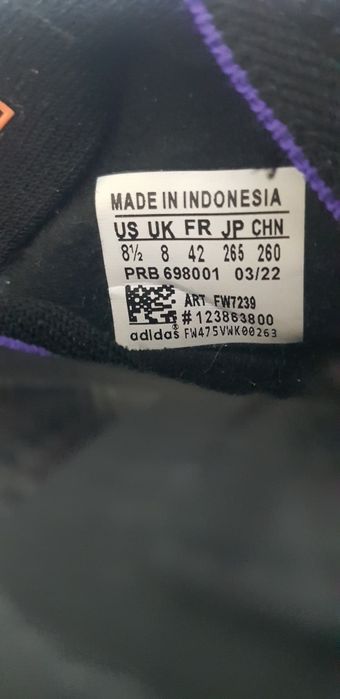 MADE IN INDONESIA
US UK FR JP CHN
8½ 8 42 265 260
PRB 698001 03/22
ART FW7239
#123863800
adidas® FW475VWK00263